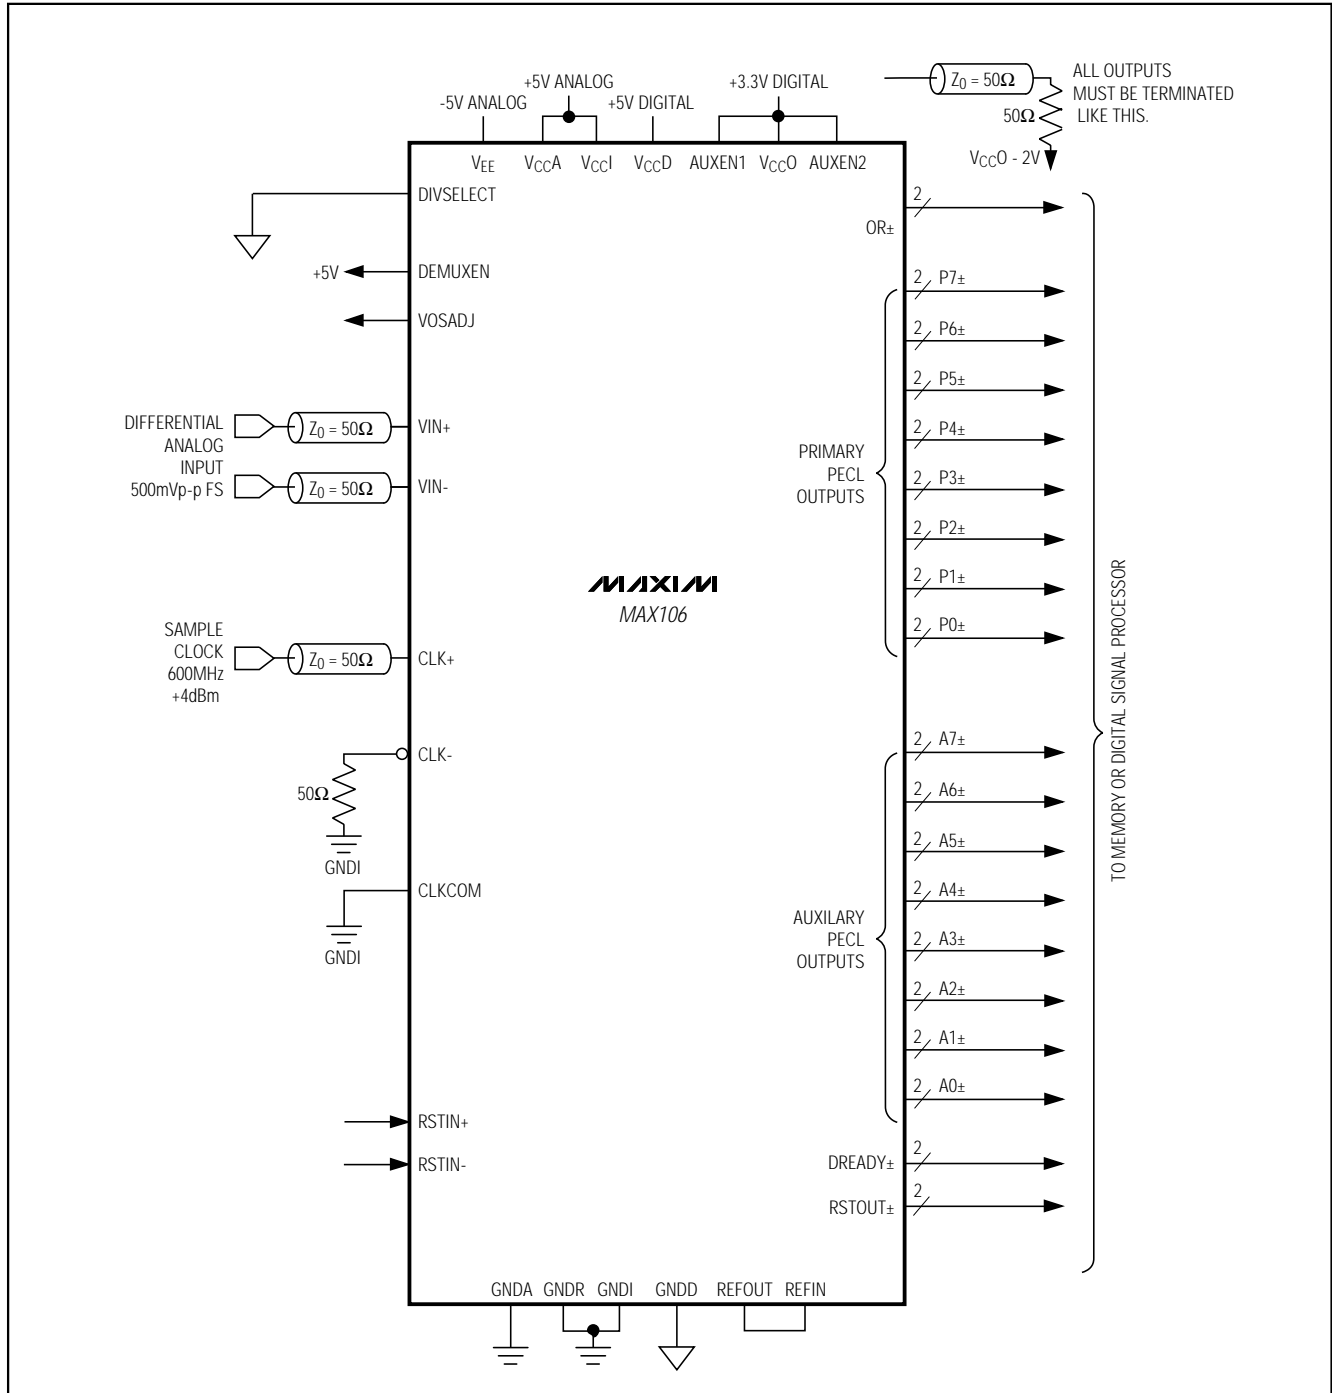 +5V ANALOG
-5V ANALOG
+5V DIGITAL
+3.3V DIGITAL
Z0 = 50Ω
50Ω
VCCO - 2V
ALL OUTPUTS
MUST BE TERMINATED
LIKE THIS.
VEE
VCCA
VCCI
VCCD
AUXEN1
VCCO
AUXEN2
DIVSELECT
+5V
DEMUXEN
VOSADJ
DIFFERENTIAL
ANALOG
INPUT
500mVp-p FS
Z0 = 50Ω
VIN+
Z0 = 50Ω
VIN-
SAMPLE
CLOCK
600MHz
+4dBm
Z0 = 50Ω
CLK+
CLK-
50Ω
GNDI
CLKCOM
GNDI
RSTIN+
RSTIN-
MAXIM
MAX106
2
OR±
PRIMARY
PECL
OUTPUTS
2 P7±
2 P6±
2 P5±
2 P4±
2 P3±
2 P2±
2 P1±
2 P0±
AUXILARY
PECL
OUTPUTS
2 A7±
2 A6±
2 A5±
2 A4±
2 A3±
2 A2±
2 A1±
2 A0±
DREADY± 2
RSTOUT± 2
TO MEMORY OR DIGITAL SIGNAL PROCESSOR
GNDA
GNDR
GNDI
GNDD
REFOUT
REFIN